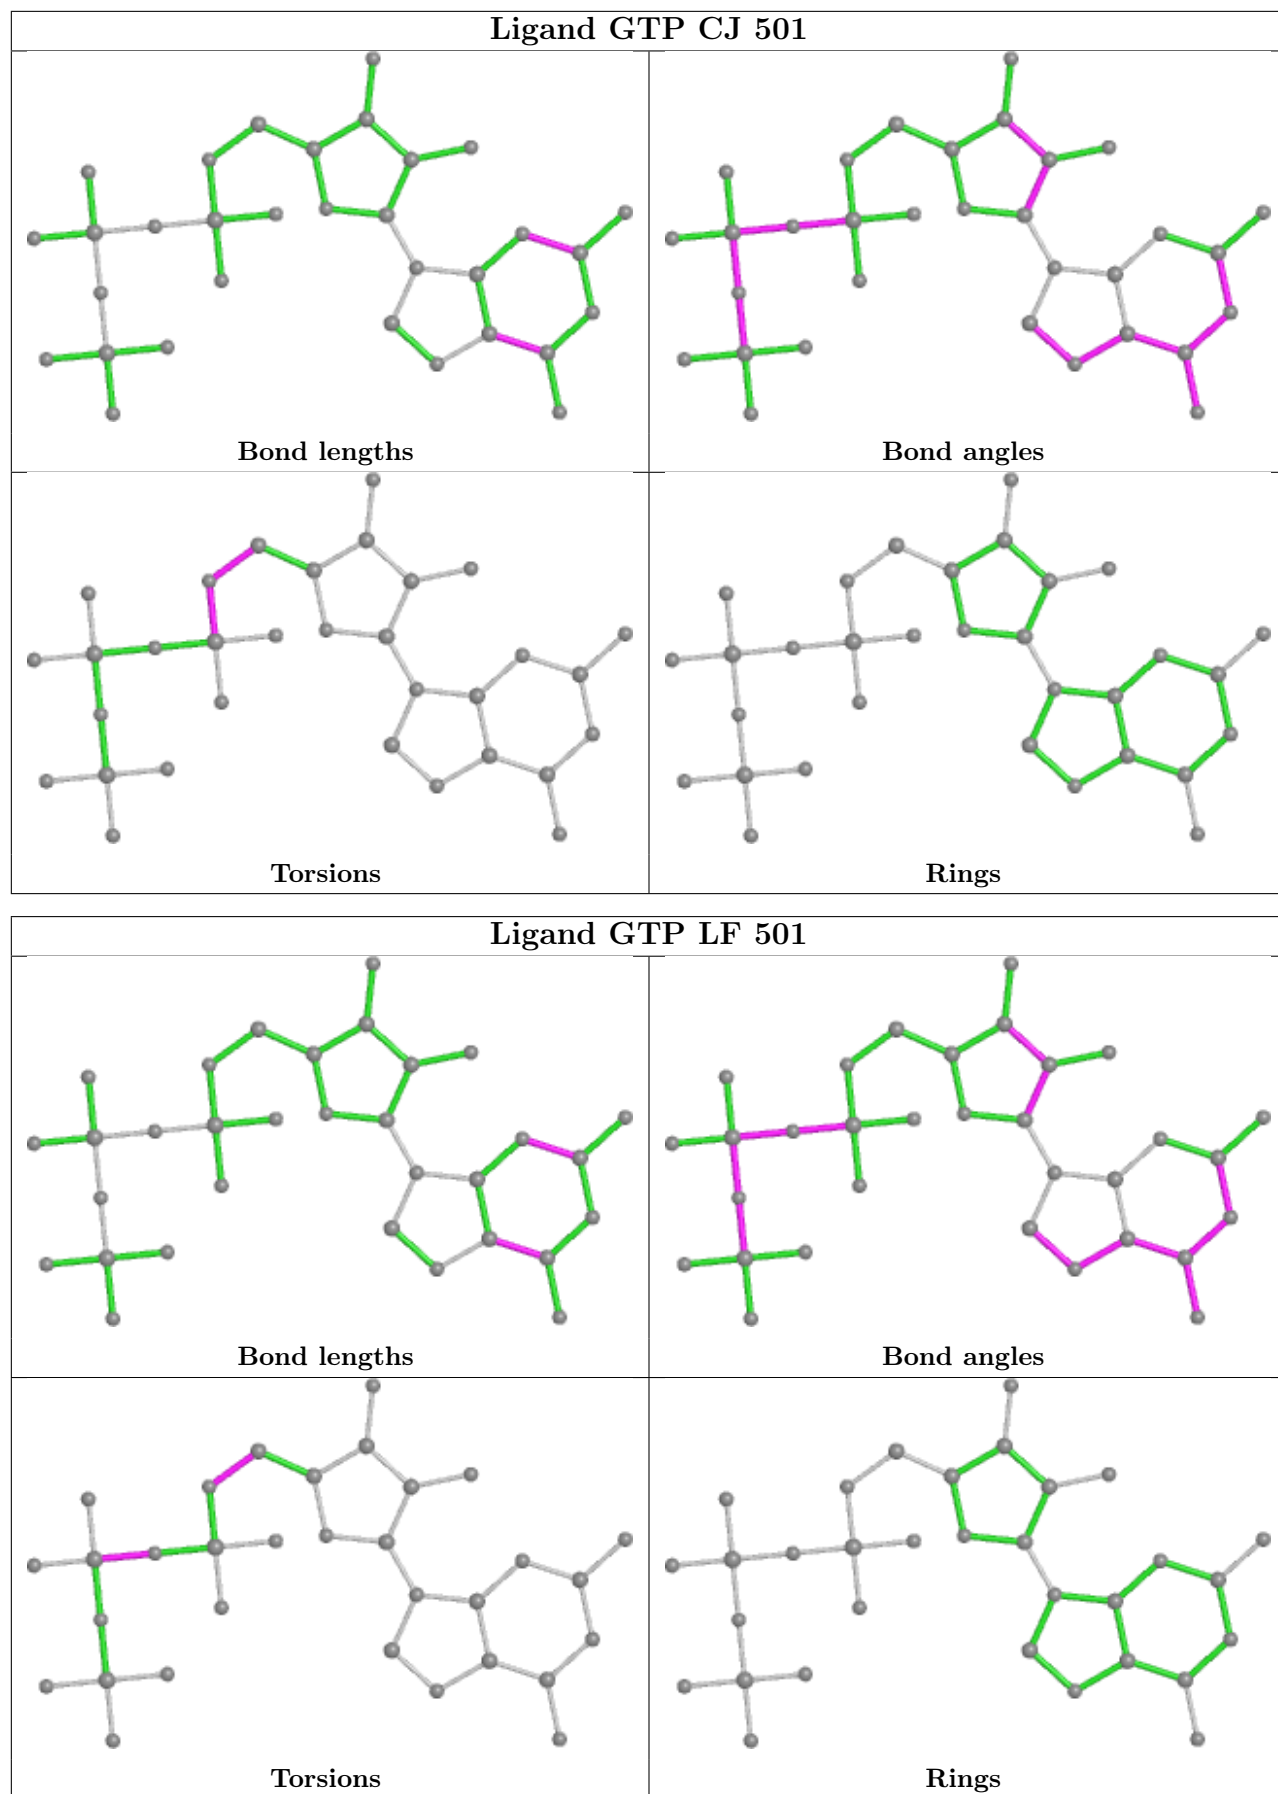 Ligand GTP CJ 501
Bond lengths
Bond angles
Torsions
Rings
Ligand GTP LF 501
Bond lengths
Bond angles
Torsions
Rings